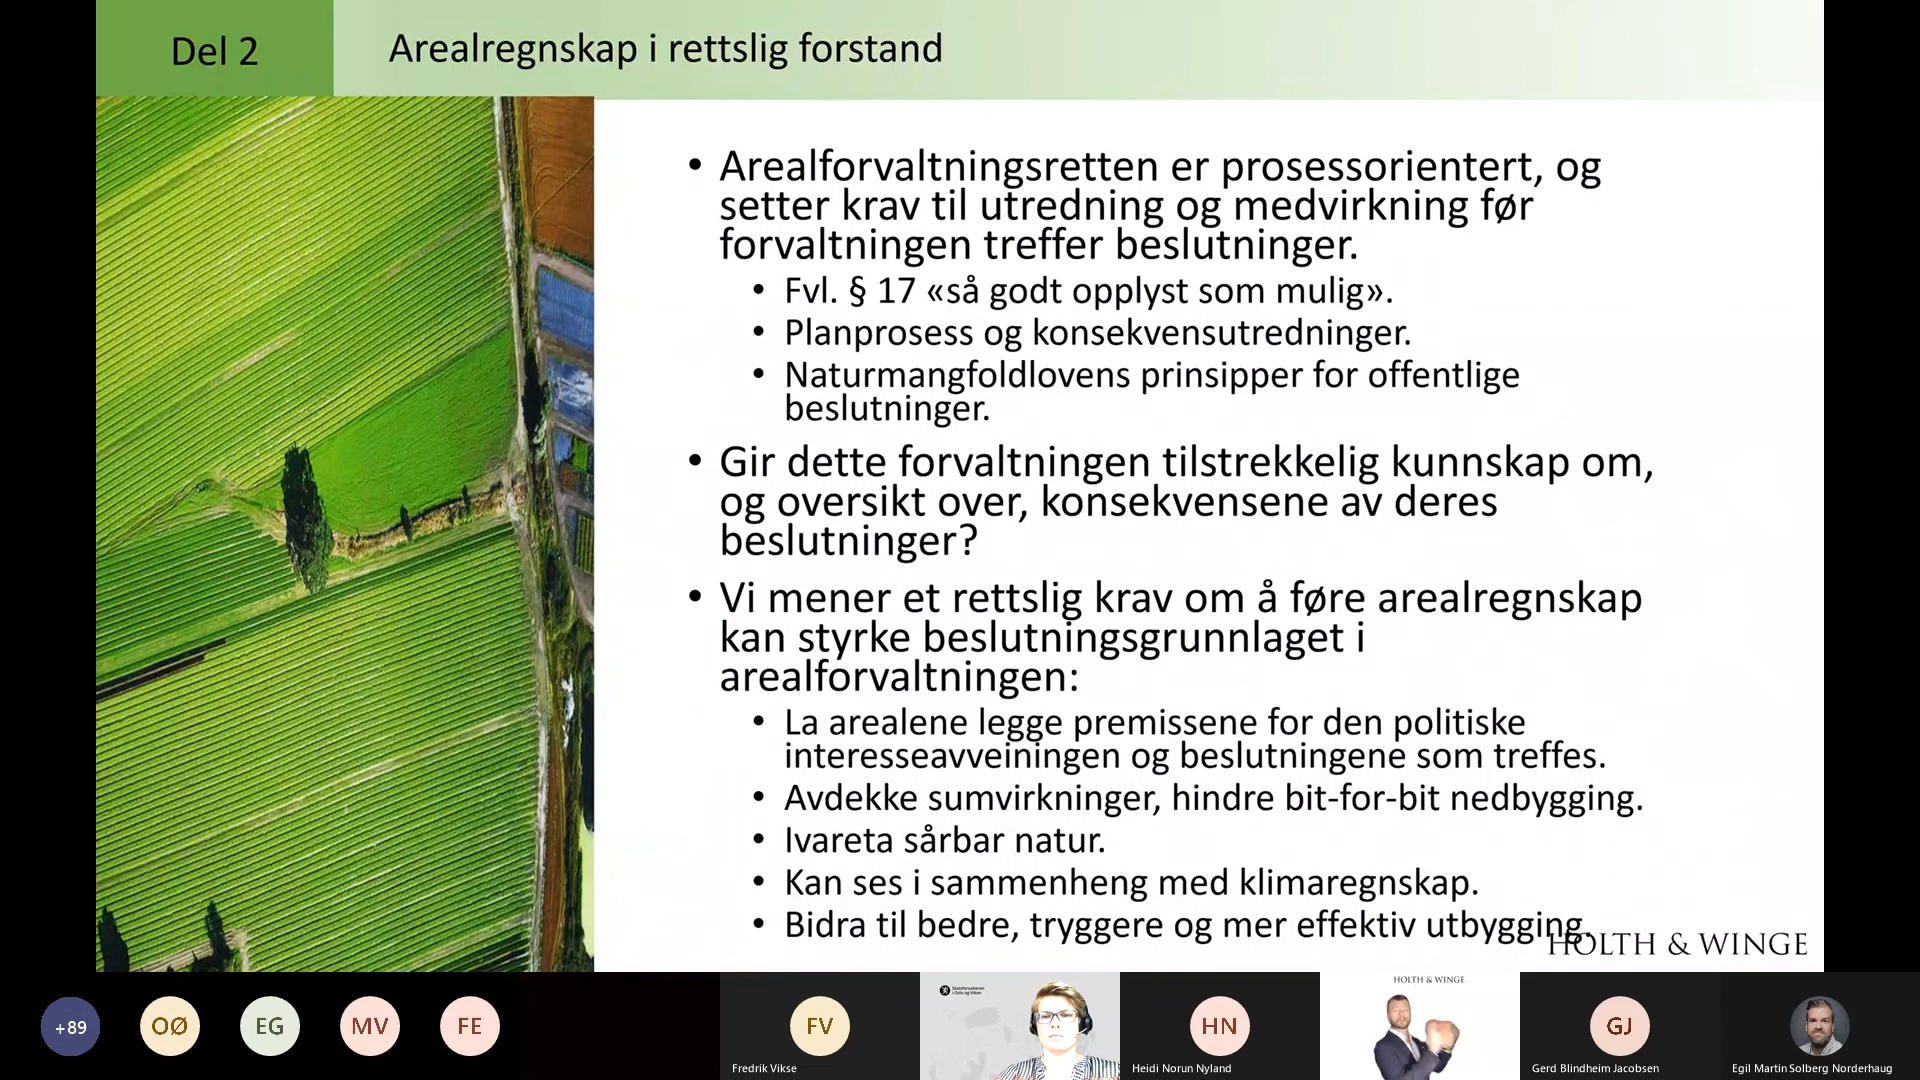 Del 2
Arealregnskap i rettslig forstand
• Arealforvaltningsretten er prosessorientert, og
setter krav til utredning og medvirkning før
forvaltningen treffer beslutninger.
• Fvl. § 17 «så godt opplyst som mulig».
• Planprosess og konsekvensutredninger.
• Naturmangfoldlovens prinsipper for offentlige
beslutninger.
• Gir dette forvaltningen tilstrekkelig kunnskap om,
og oversikt over, konsekvensene av deres
beslutninger?
• Vi mener et rettslig krav om å føre arealregnskap
kan styrke beslutningsgrunnlaget i
arealforvaltningen:
• La arealene legge premissene for den politiske
interesseavveiningen og beslutningene som treffes.
• Avdekke sumvirkninger, hindre bit-for-bit nedbygging.
• Ivareta sårbar natur.
• Kan ses i sammenheng med klimaregnskap.
• Bidra til bedre, tryggere og mer effektiv utbygging.
HOLTH & WINGE
+89
OØ
EG
MV
FE
FV
Fredrik Vikse
Statsforvalteren
i Oslo og Viken
HN
Heidi Norun Nyland
HOLTH & WINGE
GJ
Gerd Blindheim Jacobsen
Egil Martin Solberg Norderhaug